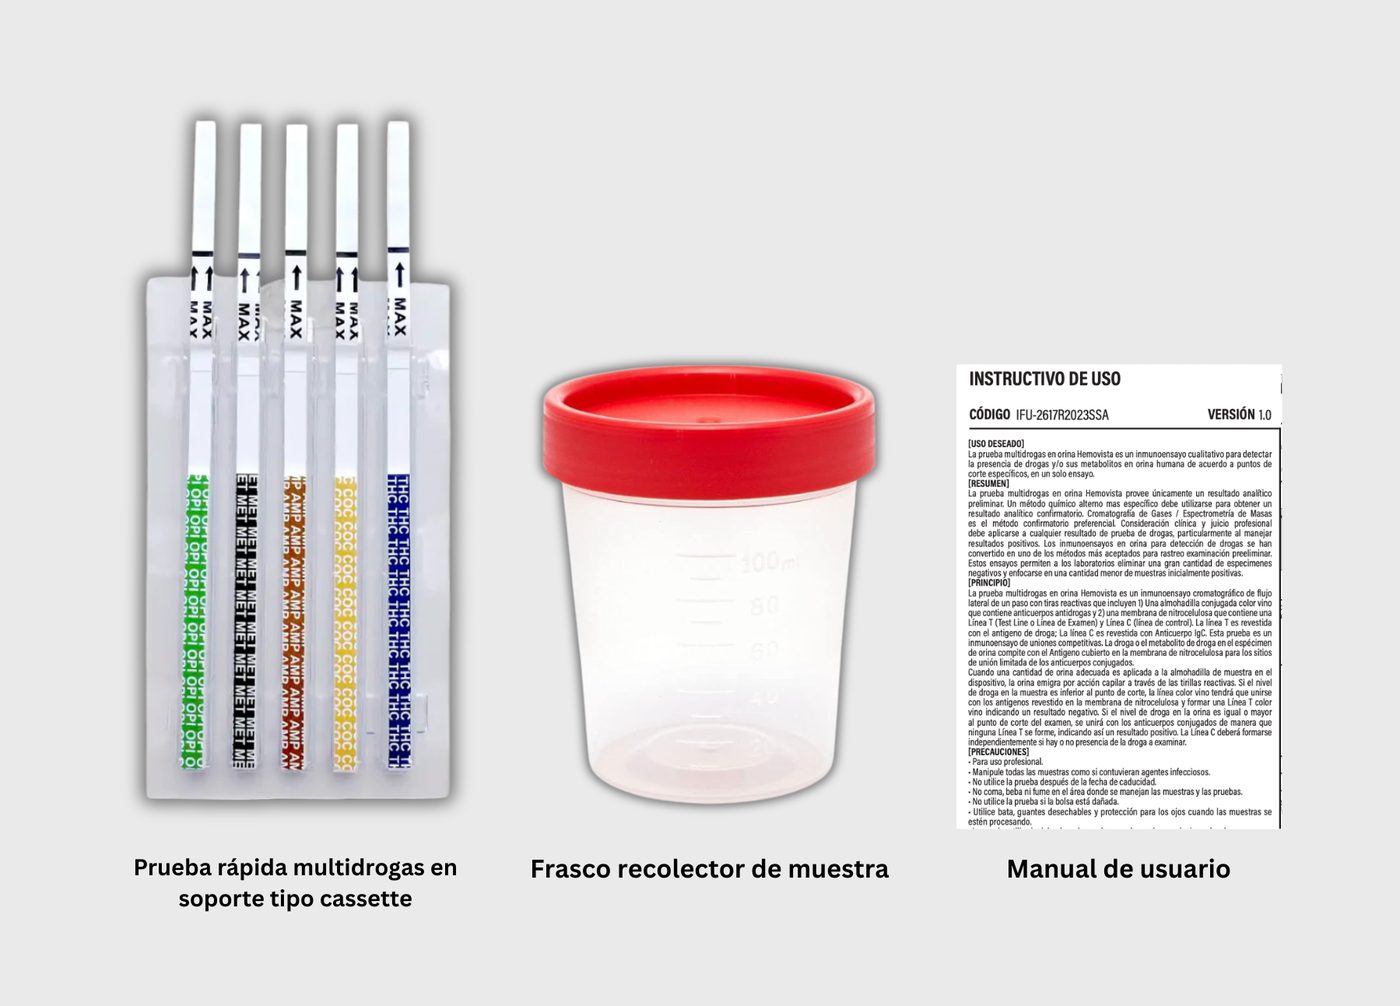 MAX MAX MAX MAX MAX MAX MAX MAX
OPI OPI OPI OPI OPI OPI
MET MET MET MET MET MET
AMP AMP AMP AMP AMP
COC COC COC COC COC
THC THC THC THC THC THC
100ml
80
60
40
20
INSTRUCTIVO DE USO
CÓDIGO IFU-2617R2023SSA VERSIÓN 1.0
[USO DESEADO]
La prueba multidrogas en orina Hemovista es un inmunoensayo cualitativo para detectar
la presencia de drogas y/o sus metabolitos en orina humana de acuerdo a puntos de
corte específicos, en un solo ensayo.
[RESUMEN]
La prueba multidrogas en orina Hemovista provee únicamente un resultado analítico
preliminar. Un método químico alterno mas específico debe utilizarse para obtener un
resultado analítico confirmatorio. Cromatografía de Gases / Espectrometría de Masas
es el método confirmatorio preferencial. Consideración clínica y juicio profesional
debe aplicarse a cualquier resultado de prueba de drogas, particularmente al manejar
resultados positivos. Los inmunoensayos en orina para detección de drogas se han
convertido en uno de los métodos más aceptados para rastreo examinación preeliminar.
Estos ensayos permiten a los laboratorios eliminar una gran cantidad de especimenes
negativos y enfocarse en una cantidad menor de muestras inicialmente positivas.
[PRINCIPIO]
La prueba multidrogas en orina Hemovista es un inmunoensayo cromatográfico de flujo
lateral de un paso con tiras reactivas que incluyen 1) Una almohadilla conjugada color vino
que contiene anticuerpos antidrogas y 2) una membrana de nitrocelulosa que contiene una
Línea T (Test Line o Línea de Examen) y Línea C (línea de control). La línea T es revestida
con el antigeno de droga; La línea C es revestida con Anticuerpo IgC. Esta prueba es un
inmunoensayo de uniones competitivas. La droga o el metabolito de droga en el espécimen
de orina compite con el Antigeno cubierto en la membrana de nitrocelulosa para los sitios
de unión limitada de los anticuerpos conjugados.
Cuando una cantidad de orina adecuada es aplicada a la almohadilla de muestra en el
dispositivo, la orina emigra por acción capilar a través de las tirillas reactivas. Si el nivel
de droga en la muestra es inferior al punto de corte, la línea color vino tendrá que unirse
con los antigenos revestido en la membrana de nitrocelulosa y formar una Línea T color
vino indicando un resultado negativo. Si el nivel de droga en la orina es igual o mayor
al punto de corte del examen, se unirá con los anticuerpos conjugados de manera que
ninguna Línea T se forme, indicando así un resultado positivo. La Línea C deberá formarse
independientemente si hay o no presencia de la droga a examinar.
[PRECAUCIONES]
• Para uso profesional.
• Manipule todas las muestras como si contuvieran agentes infecciosos.
• No utilice la prueba después de la fecha de caducidad.
• No coma, beba ni fume en el área donde se manejan las muestras y las pruebas.
• No utilice la prueba si la bolsa está dañada.
• Utilice bata, guantes desechables y protección para los ojos cuando las muestras se
estén procesando.
Prueba rápida multidrogas en
soporte tipo cassette
Frasco recolector de muestra
Manual de usuario